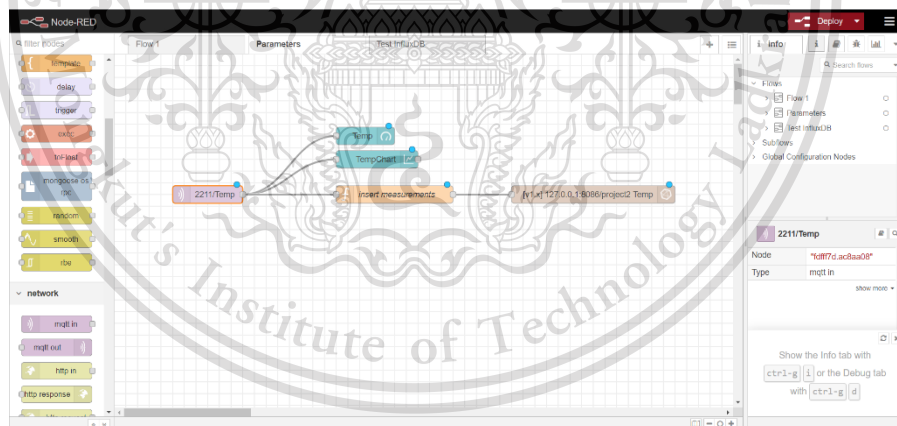 Node-RED
Deploy
filter nodes
Flow 1
Parameters
Test InfluxDB
info
i
Search flows
template
delay
trigger
exec
mongoose os
rpc
random
smooth
rbe
network
mqtt in
mqtt out
http in
http response
Temp
TempChart
2211/Temp
insert measurements
[v1.x] 127.0.0.1:8086/project2 Temp
Flows
Flow 1
Parameters
Test InfluxDB
Subflows
Global Configuration Nodes
2211/Temp
Node
"fdfff7d.ac8aa08"
Type
mqtt in
show more
Show the Info tab with
ctrl-g i or the Debug tab
with ctrl-g d
Institute of Technology